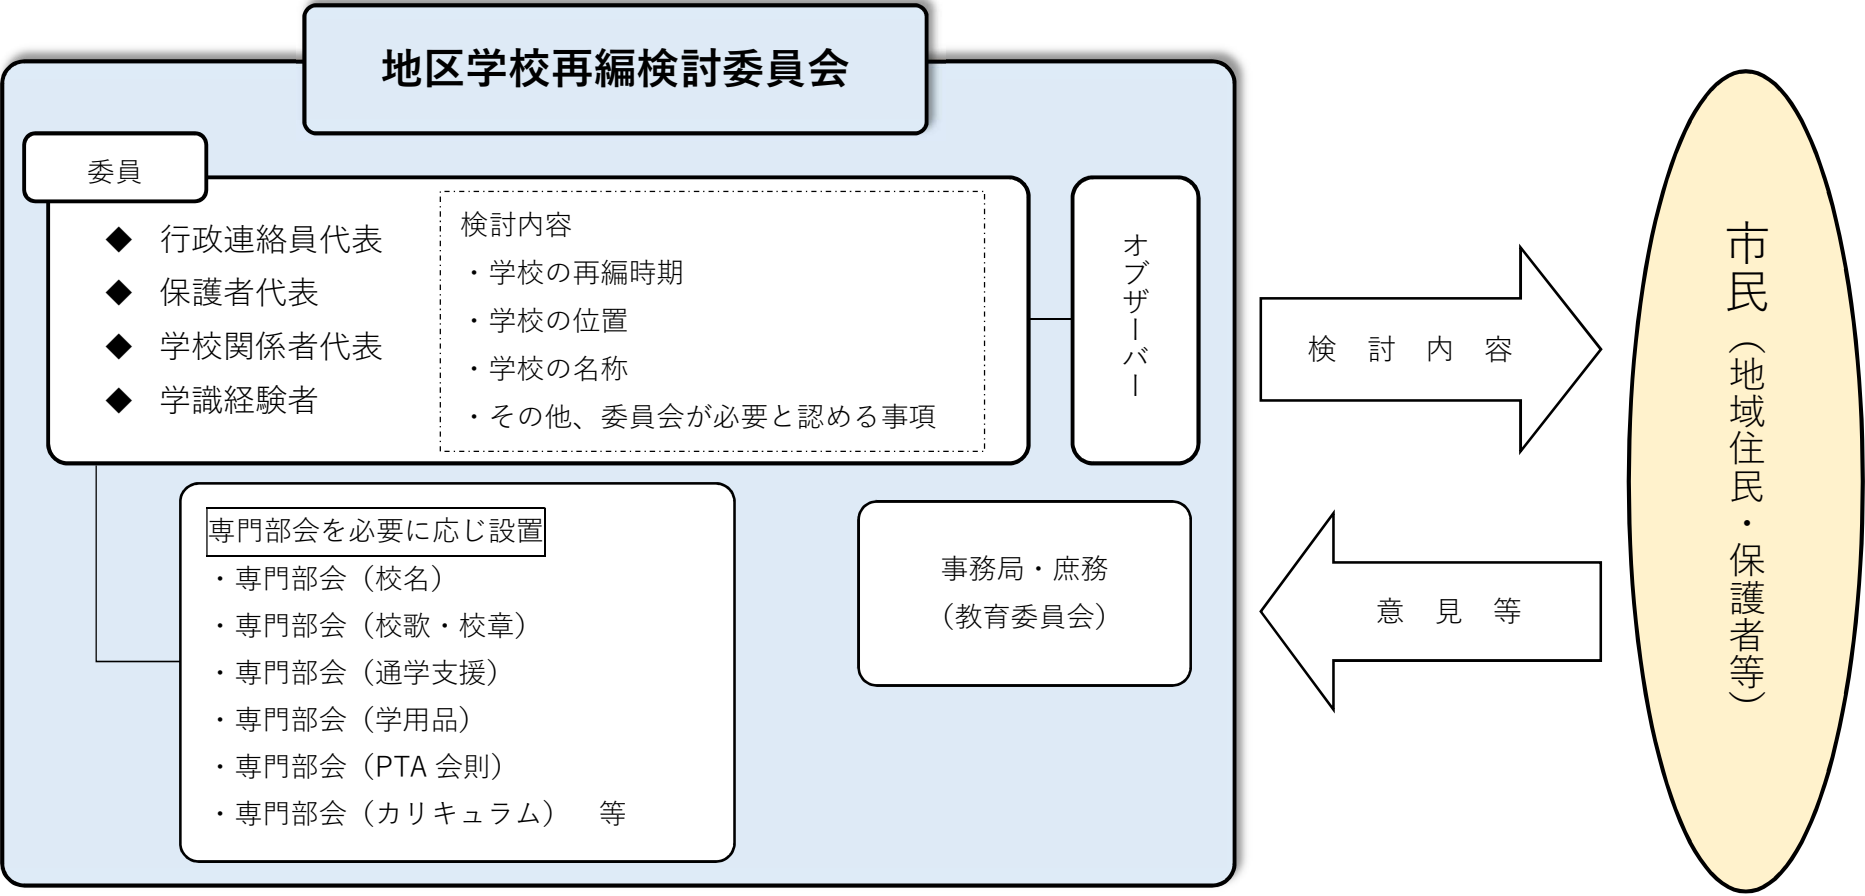 地区学校再編検討委員会
委員
◆ 行政連絡員代表
◆ 保護者代表
◆ 学校関係者代表
◆ 学識経験者
検討内容
・学校の再編時期
・学校の位置
・学校の名称
・その他、委員会が必要と認める事項
オブザーバー
専門部会を必要に応じ設置
・専門部会（校名）
・専門部会（校歌・校章）
・専門部会（通学支援）
・専門部会（学用品）
・専門部会（PTA 会則）
・専門部会（カリキュラム）　等
事務局・庶務
（教育委員会）
検　討　内　容
意　見　等
市民（地域住民・保護者等）